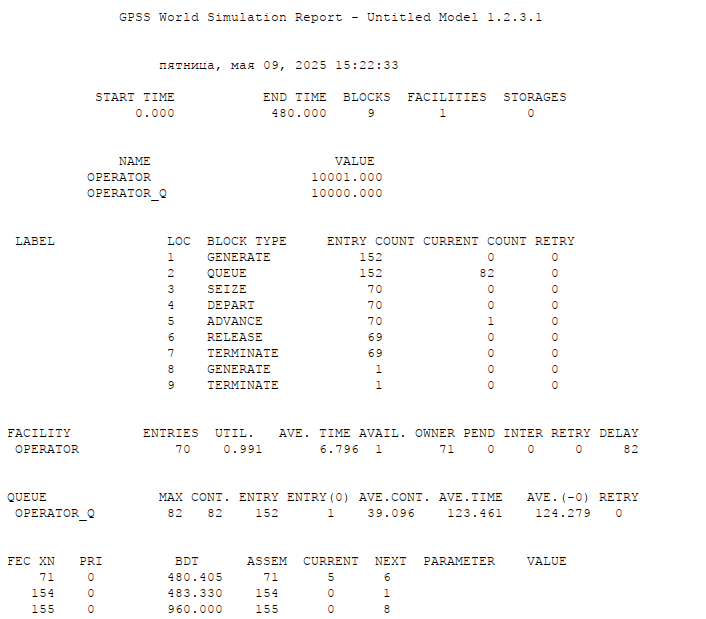 GPSS World Simulation Report - Untitled Model 1.2.3.1
пятница, мая 09, 2025 15:22:33
START TIME END TIME BLOCKS FACILITIES STORAGES
0.000 480.000 9 1 0
NAME VALUE
OPERATOR 10001.000
OPERATOR_Q 10000.000
LABEL LOC BLOCK TYPE ENTRY COUNT CURRENT COUNT RETRY
1 GENERATE 152 0 0
2 QUEUE 152 82 0
3 SEIZE 70 0 0
4 DEPART 70 0 0
5 ADVANCE 70 1 0
6 RELEASE 69 0 0
7 TERMINATE 69 0 0
8 GENERATE 1 0 0
9 TERMINATE 1 0 0
FACILITY ENTRIES UTIL. AVE. TIME AVAIL. OWNER PEND INTER RETRY DELAY
OPERATOR 70 0.991 6.796 1 71 0 0 0 82
QUEUE MAX CONT. ENTRY ENTRY(0) AVE.CONT. AVE.TIME AVE.(-0) RETRY
OPERATOR_Q 82 82 152 1 39.096 123.461 124.279 0
FEC XN PRI BDT ASSEM CURRENT NEXT PARAMETER VALUE
71 0 480.405 71 5 6
154 0 483.330 154 0 1
155 0 960.000 155 0 8